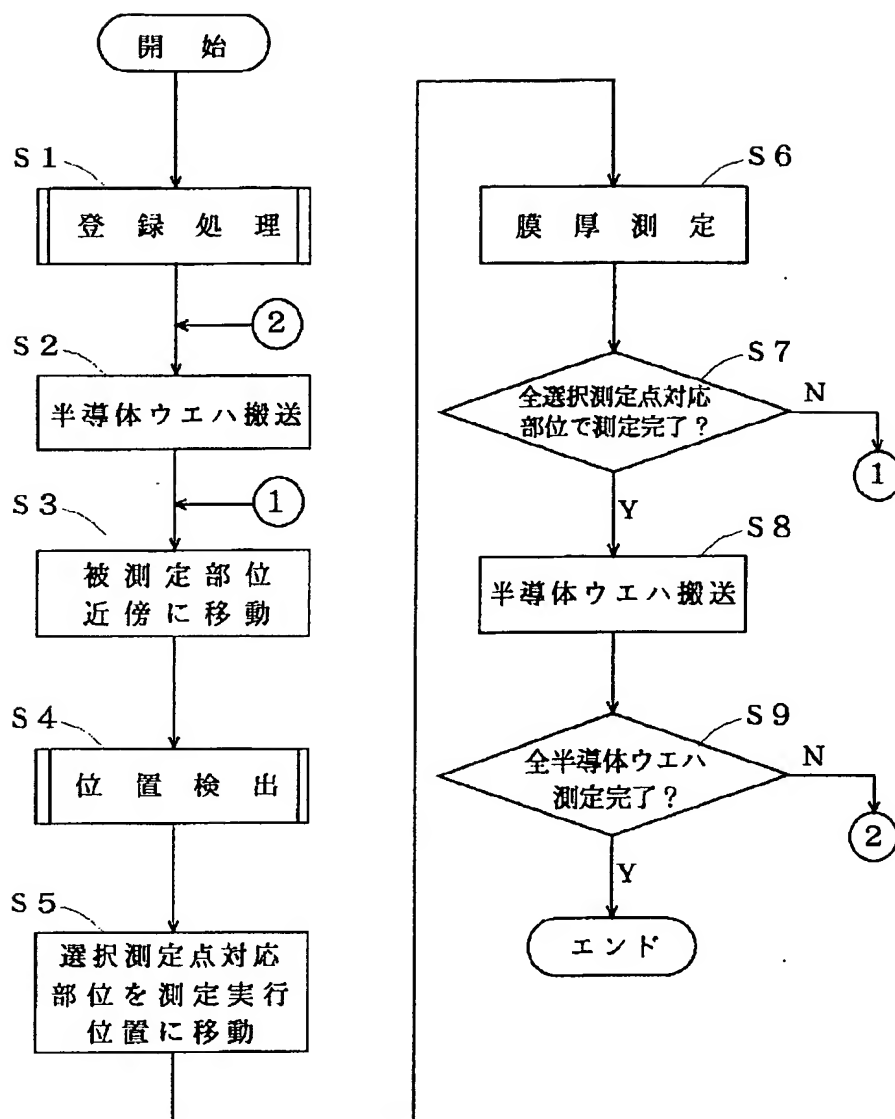 開始
S1
登録処理
②
S2
半導体ウエハ搬送
①
S3
被測定部位
近傍に移動
S4
位置検出
S5
選択測定点対応
部位を測定実行
位置に移動
S6
膜厚測定
S7
全選択測定点対応
部位で測定完了?
N
①
Y
S8
半導体ウエハ搬送
S9
全半導体ウエハ
測定完了?
N
②
Y
エンド